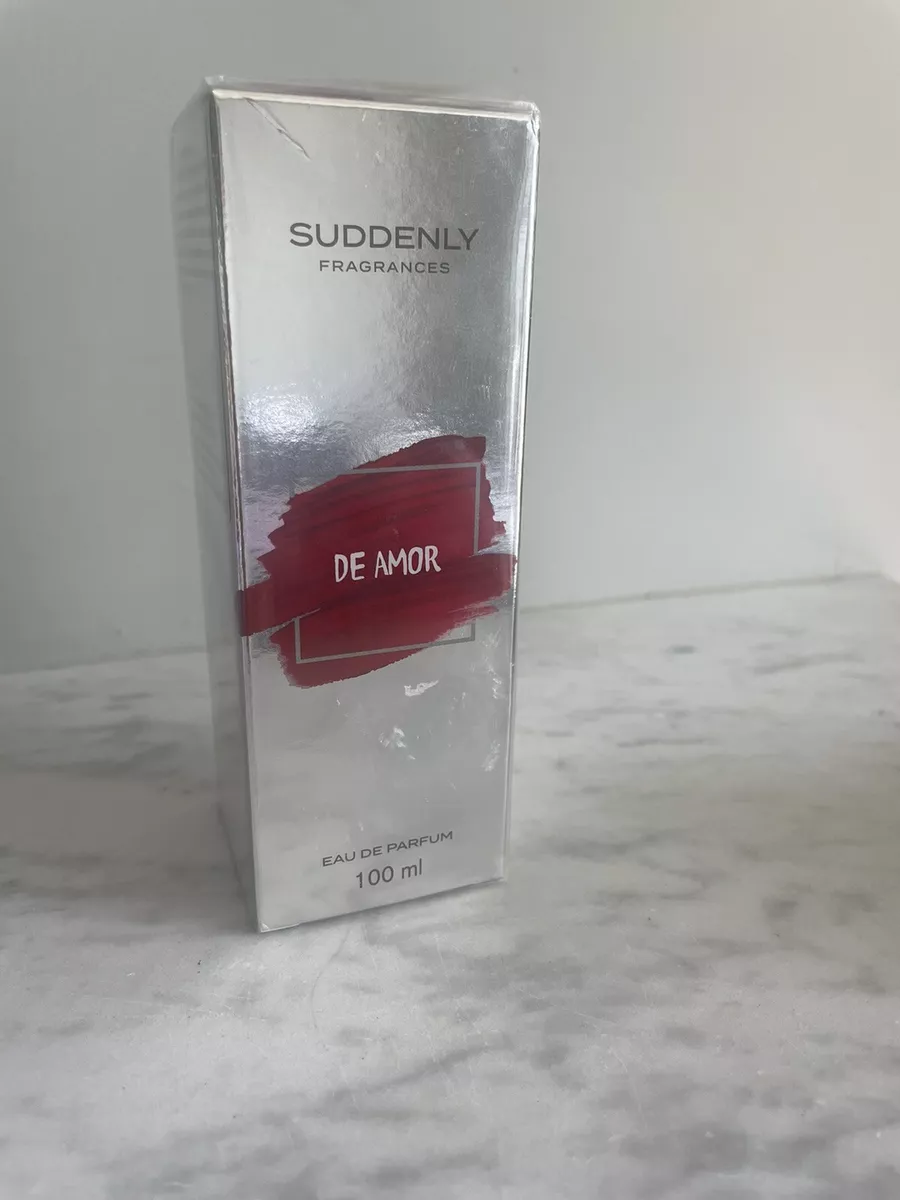 SUDDENLY
FRAGRANCES
DE AMOR
EAU DE PARFUM
100 ml